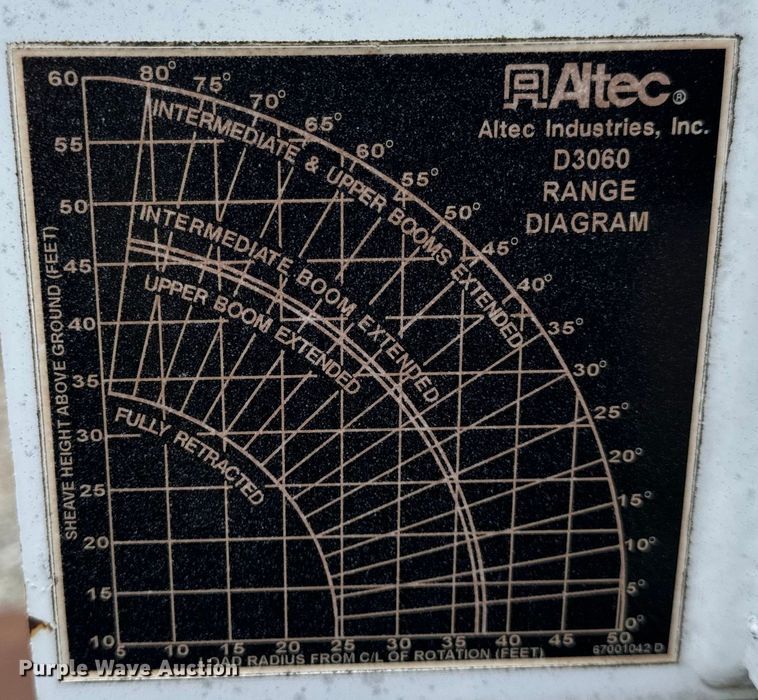 Altec®
Altec Industries, Inc.
D3060
RANGE
DIAGRAM
60
55
50
45
40
35
30
25
20
15
10
SHEAVE HEIGHT ABOVE GROUND (FEET)
80°
75°
70°
65°
60°
55°
50°
45°
40°
35°
30°
25°
20°
15°
10°
5°
0°
INTERMEDIATE & UPPER BOOMS EXTENDED
INTERMEDIATE BOOM EXTENDED
UPPER BOOM EXTENDED
FULLY RETRACTED
5 15 20 25 30 35 40 45 50
RADIUS FROM C/L OF ROTATION (FEET)
67001042 D
Purple Wave Auction